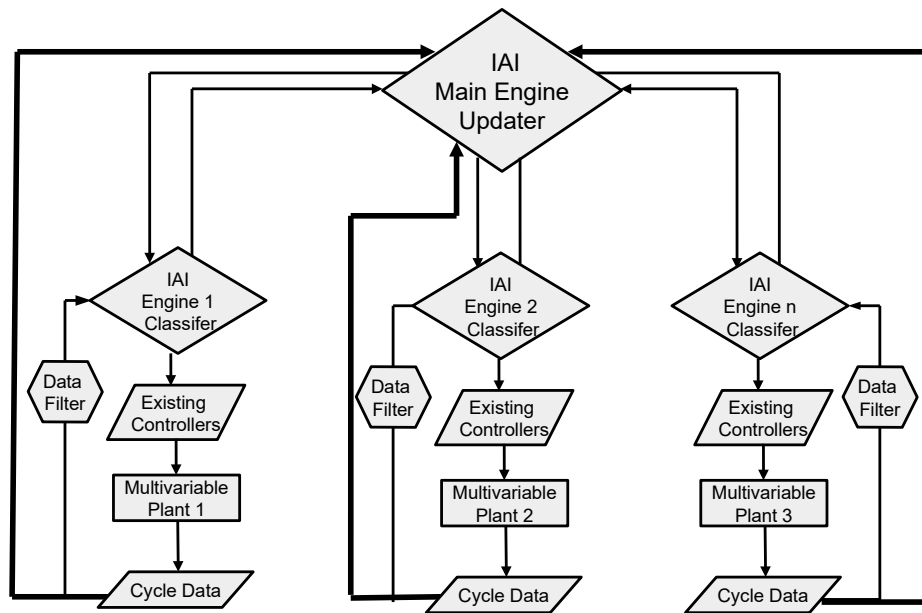 IAI
Main Engine
Updater
IAI
Engine 1
Classifer
Data
Filter
Existing
Controllers
Multivariable
Plant 1
Cycle Data
IAI
Engine 2
Classifer
Data
Filter
Existing
Controllers
Multivariable
Plant 2
Cycle Data
IAI
Engine n
Classifer
Data
Filter
Existing
Controllers
Multivariable
Plant 3
Cycle Data